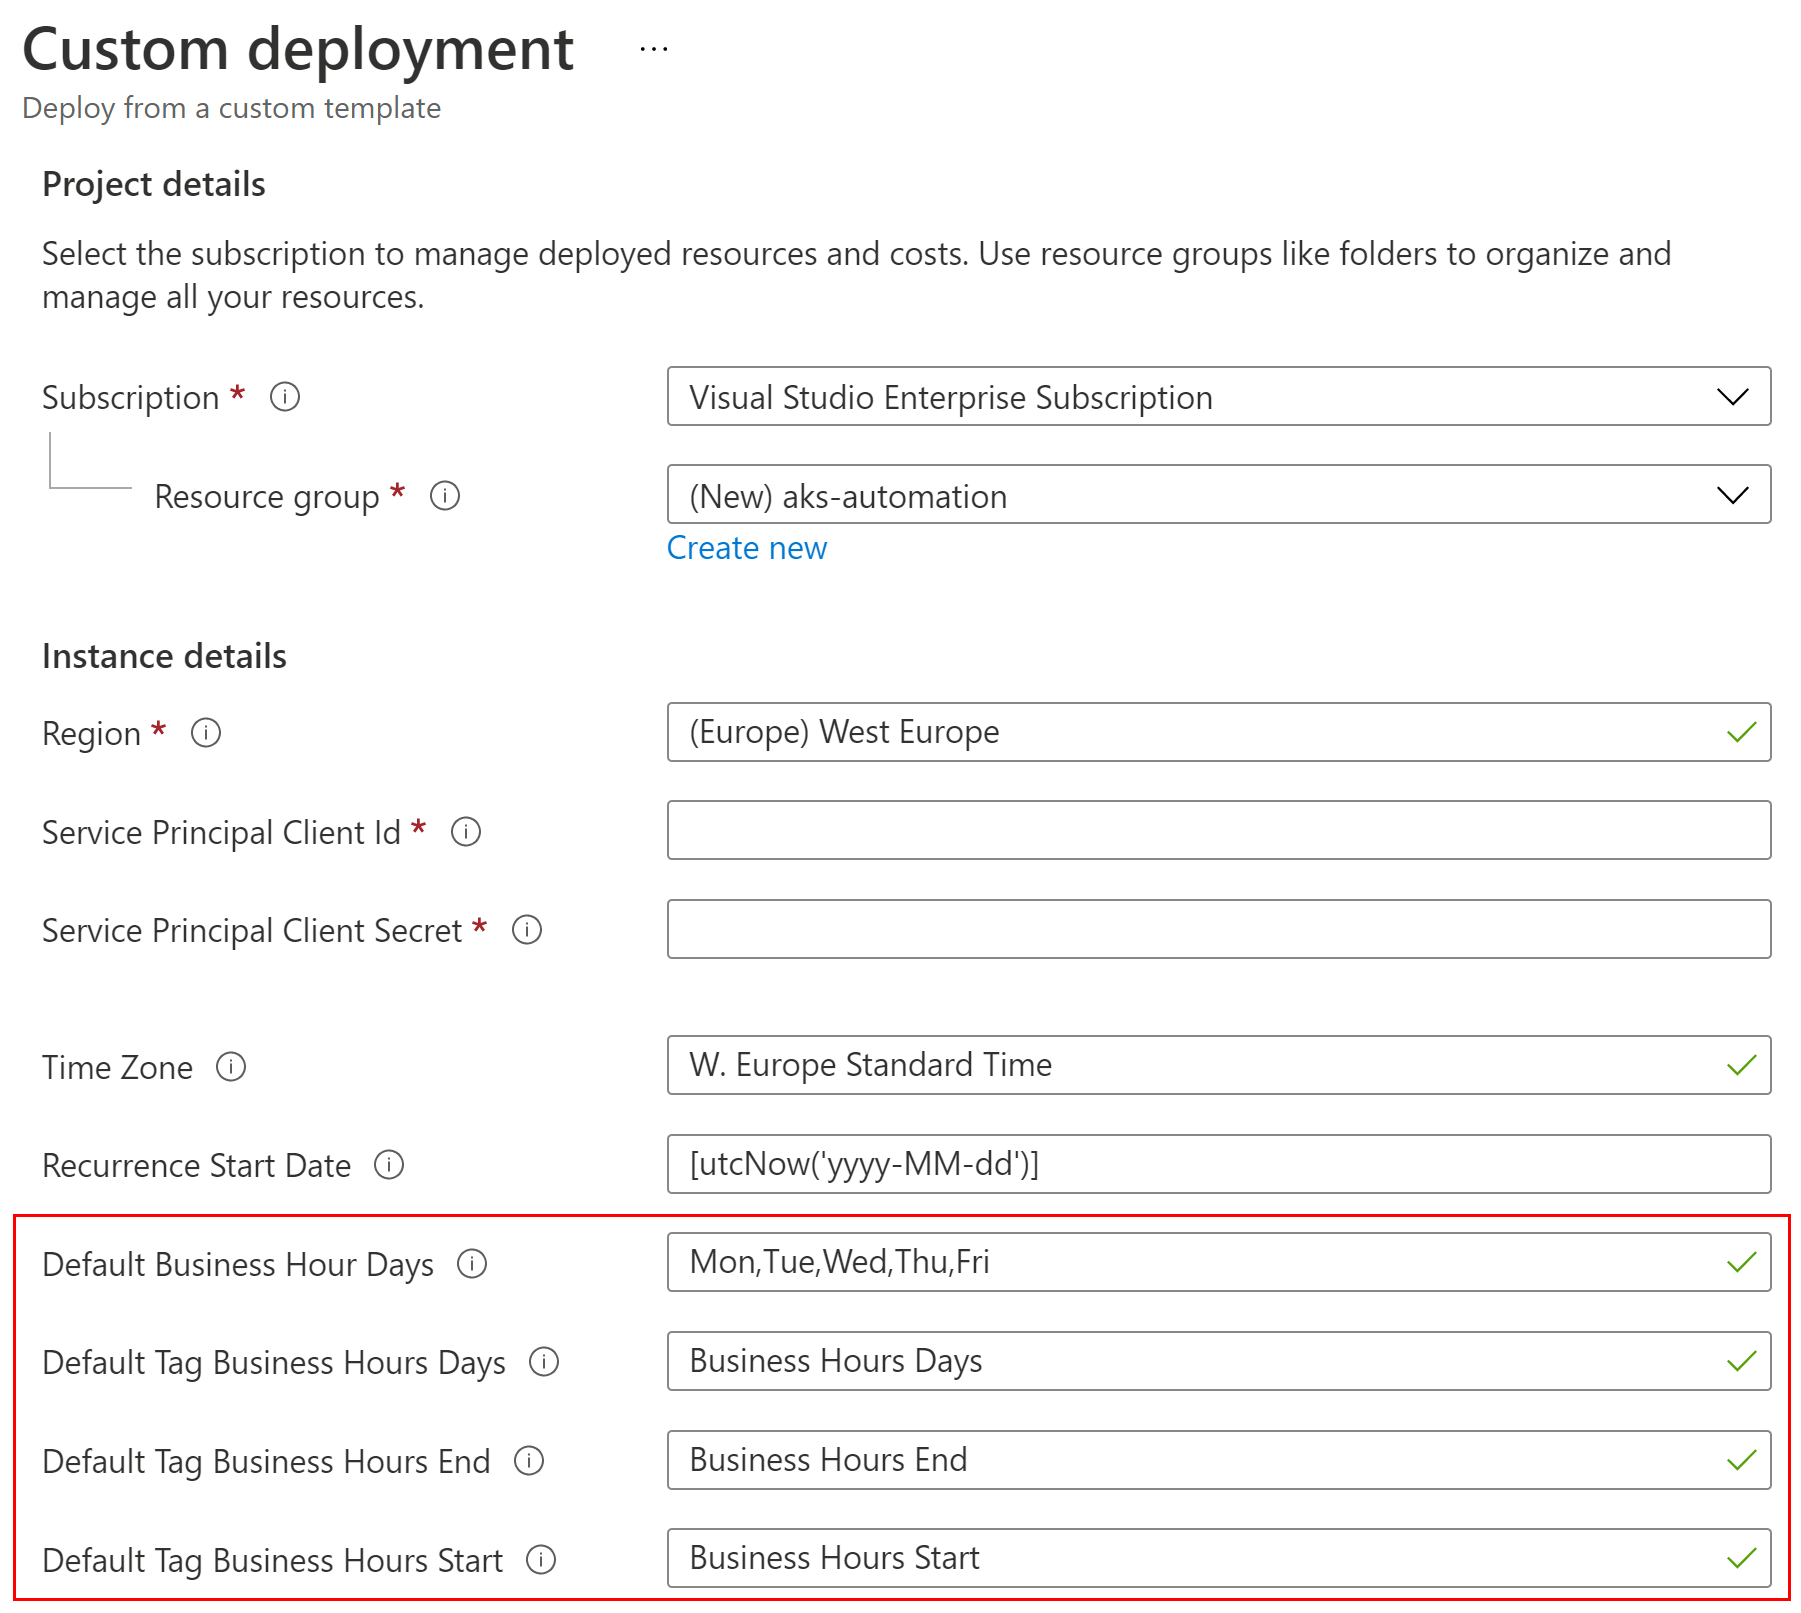 Custom deployment ...
Deploy from a custom template
Project details
Select the subscription to manage deployed resources and costs. Use resource groups like folders to organize and
manage all your resources.
Subscription * Visual Studio Enterprise Subscription
Resource group * (New) aks-automation
Create new
Instance details
Region * (Europe) West Europe
Service Principal Client Id *
Service Principal Client Secret *
Time Zone W. Europe Standard Time
Recurrence Start Date [utcNow('yyyy-MM-dd')]
Default Business Hour Days Mon,Tue,Wed,Thu,Fri
Default Tag Business Hours Days Business Hours Days
Default Tag Business Hours End Business Hours End
Default Tag Business Hours Start Business Hours Start